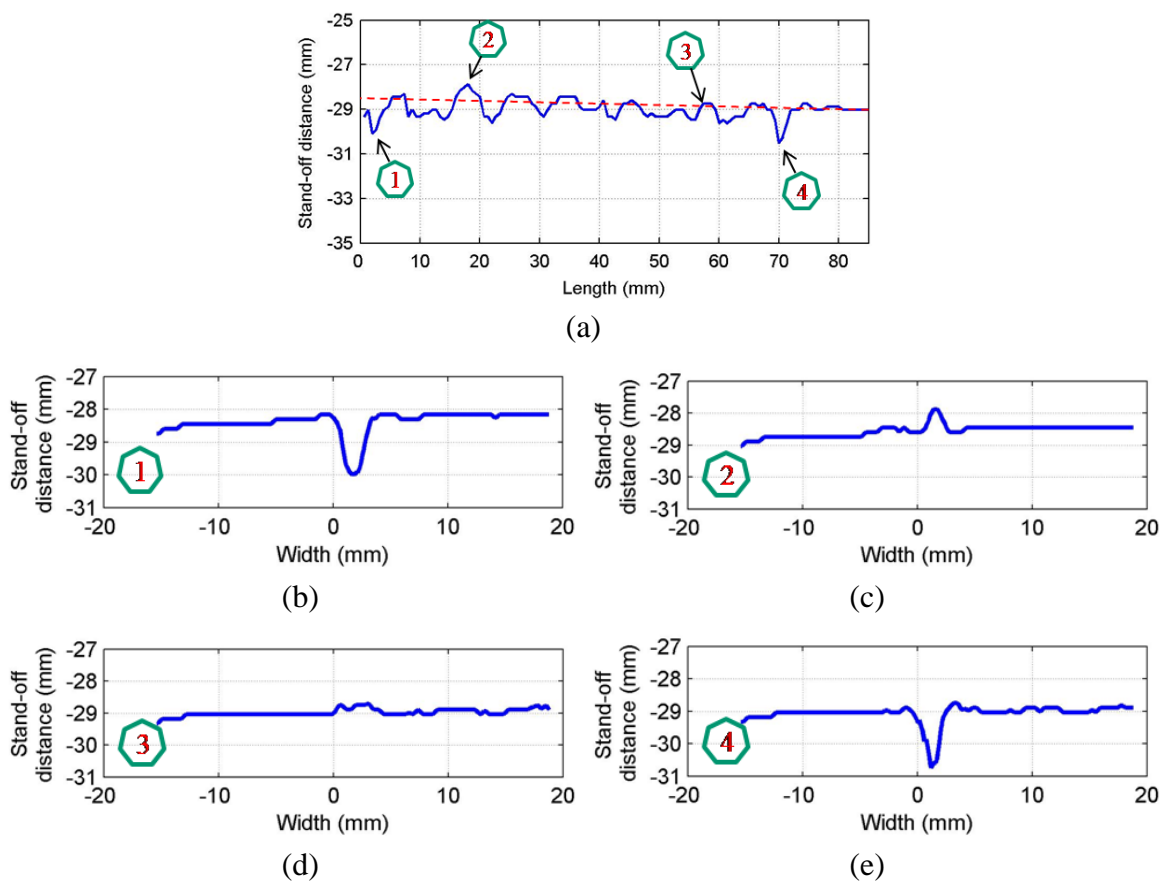 -25
-27
-29
-31
-33
-35
Stand-off distance (mm)
1
2
3
4
0 10 20 30 40 50 60 70 80
Length (mm)
(a)
-27
-28
-29
-30
-31
Stand-off
distance (mm)
1
-20 -10 0 10 20
Width (mm)
(b)
-27
-28
-29
-30
-31
Stand-off
distance (mm)
2
-20 -10 0 10 20
Width (mm)
(c)
-27
-28
-29
-30
-31
Stand-off
distance (mm)
3
-20 -10 0 10 20
Width (mm)
(d)
-27
-28
-29
-30
-31
Stand-off
distance (mm)
4
-20 -10 0 10 20
Width (mm)
(e)